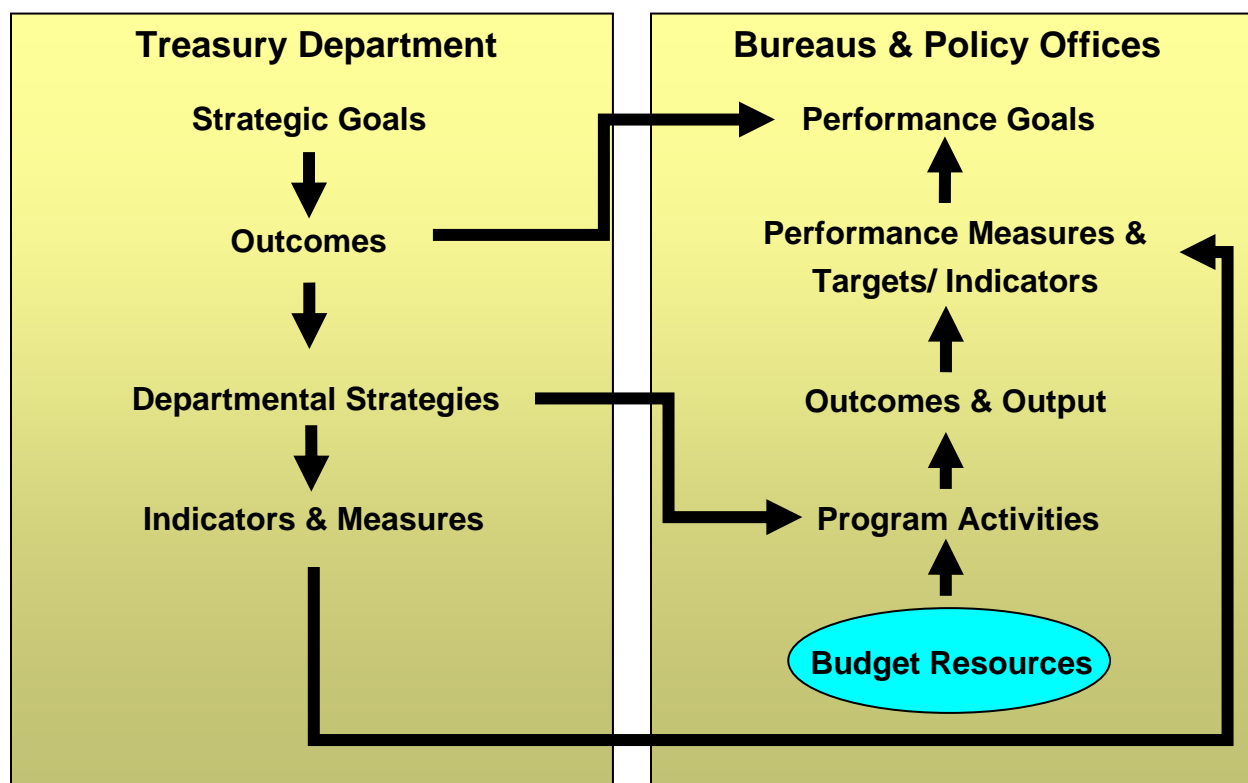 Treasury Department
Strategic Goals
Outcomes
Departmental Strategies
Indicators & Measures
Bureaus & Policy Offices
Performance Goals
Performance Measures &
Targets/ Indicators
Outcomes & Output
Program Activities
Budget Resources